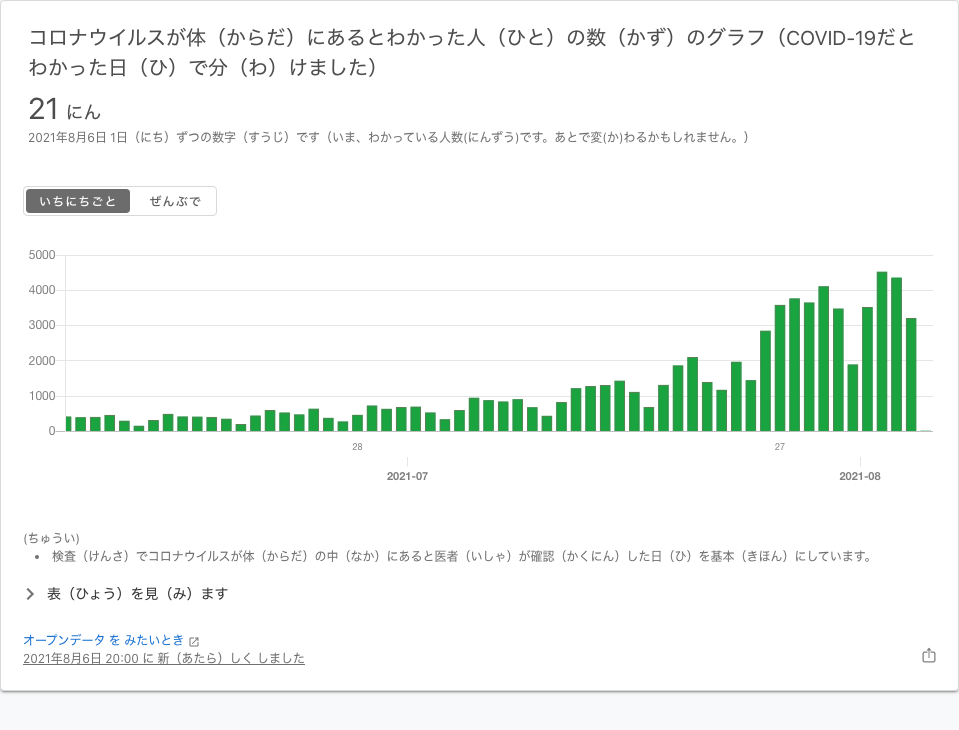 コロナウイルスが体（からだ）にあるとわかった人（ひと）の数（かず）のグラフ（COVID-19だと
わかった日（ひ）で分（わ）けました）
21 にん
2021年8月6日 1日（にち）ずつの数字（すうじ）です（いま、わかっている人数(にんずう)です。あとで変(か)わるかもしれません。）
いちにちごと ぜんぶで
5000
4000
3000
2000
1000
0
28 27
2021-07 2021-08
(ちゅうい)
• 検査（けんさ）でコロナウイルスが体（からだ）の中（なか）にあると医者（いしゃ）が確認（かくにん）した日（ひ）を基本（きほん）にしています。
表（ひょう）を見（み）ます
オープンデータ を みたいとき
2021年8月6日 20:00 に 新（あたら）しく しました